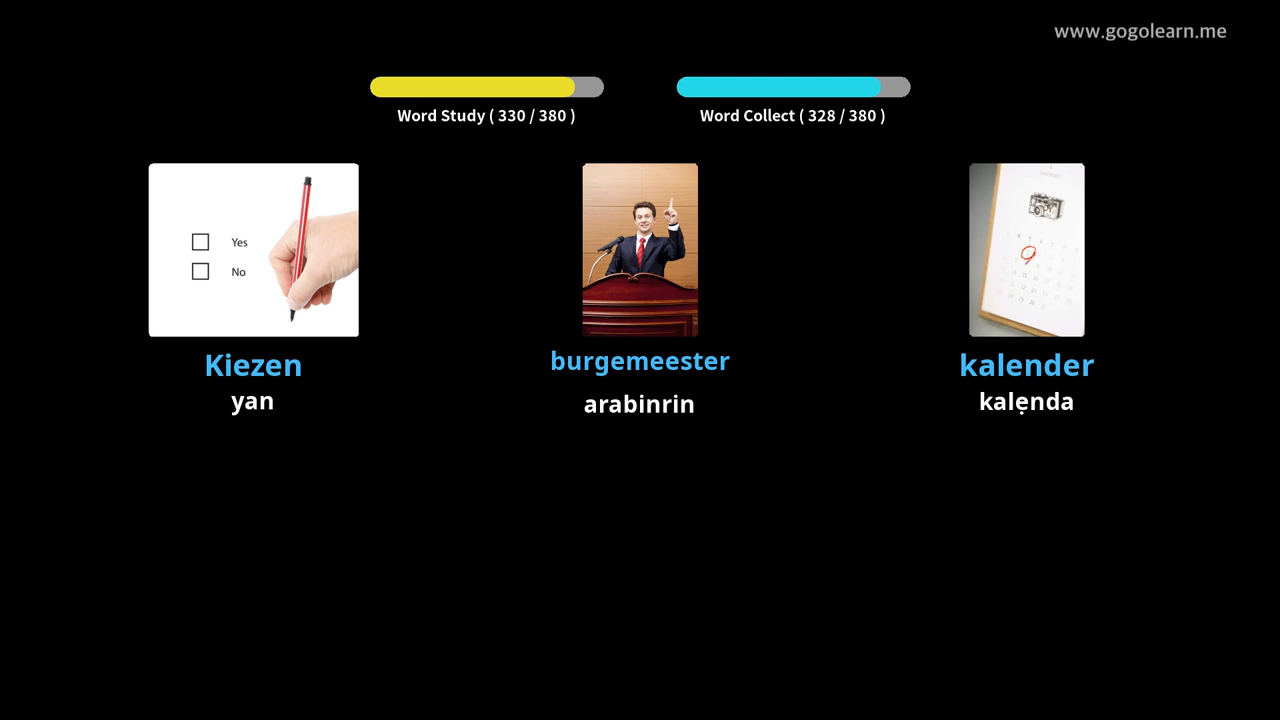 www.gogolearn.me
Word Study ( 330 / 380 )
Word Collect ( 328 / 380 )
Yes
No
Kiezen
yan
burgemeester
arabinrin
kalender
kalẹnda